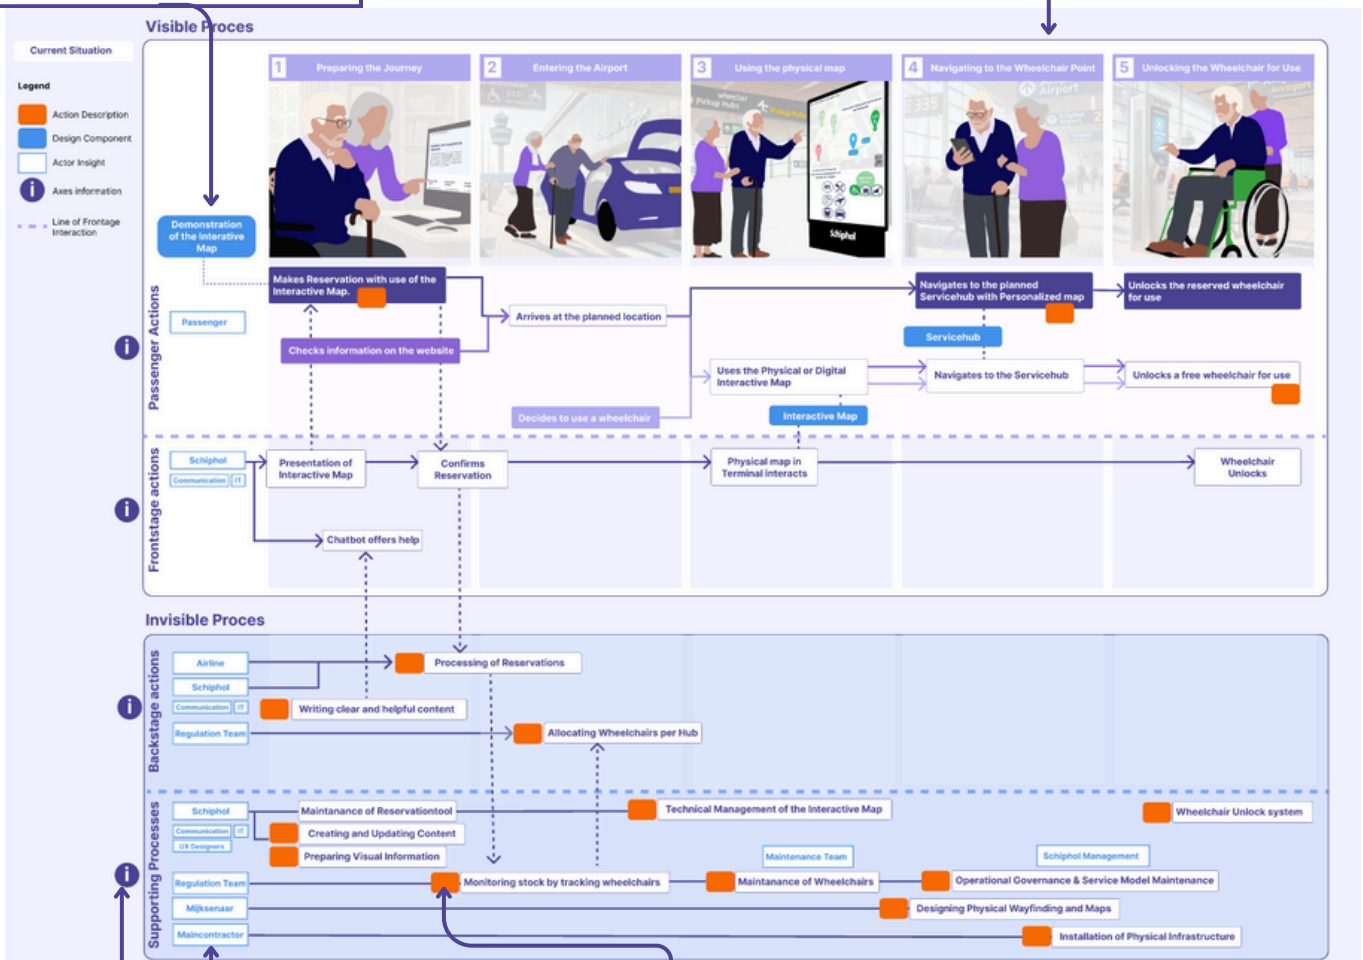 Visible Proces
Current Situation
Legend
Action Description
Design Component
Actor Insight
i
Axes information
Line of Frontage
Interaction
1
Preparing the Journey
2
Entering the Airport
3
Using the physical map
4
Navigating to the Wheelchair Point
5
Unlocking the Wheelchair for Use
Pickup Hubs
Schiphol
338
Airport
Demonstration
of the Interative
Map
Passenger Actions
i
Passenger
Makes Reservation with use of the
Interactive Map.
Checks information on the website
Arrives at the planned location
Decides to use a wheelchair
Uses the Physical or Digital
Interactive Map
Interactive Map
Navigates to the planned
Servicehub with Personalized map
Servicehub
Navigates to the Servicehub
Unlocks the reserved wheelchair
for use
Unlocks a free wheelchair for use
Frontstage actions
i
Schiphol
Communication
IT
Presentation of
Interactive Map
Confirms
Reservation
Physical map in
Terminal interacts
Wheelchair
Unlocks
Chatbot offers help
Invisible Proces
Backstage actions
i
Airline
Schiphol
Communication
IT
Regulation Team
Processing of Reservations
Writing clear and helpful content
Allocating Wheelchairs per Hub
Supporting Processes
i
Schiphol
Communication
IT
UX Designers
Maintanance of Reservationtool
Technical Management of the Interactive Map
Wheelchair Unlock system
Creating and Updating Content
Preparing Visual Information
Maintenance Team
Schiphol Management
Regulation Team
Monitoring stock by tracking wheelchairs
Maintanance of Wheelchairs
Operational Governance & Service Model Maintenance
Mijksenaar
Designing Physical Wayfinding and Maps
Maincontractor
Installation of Physical Infrastructure